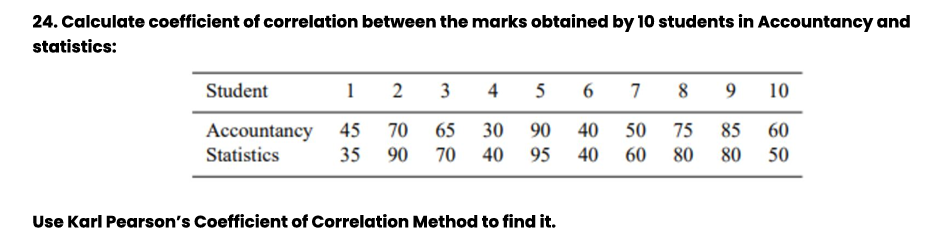 24. Calculate coefficient of correlation between the marks obtained by 10 students in Accountancy and
statistics:
Student 1 2 3 4 5 6 7 8 9 10
Accountancy 45 70 65 30 90 40 50 75 85 60
Statistics 35 90 70 40 95 40 60 80 80 50
Use Karl Pearson’s Coefficient of Correlation Method to find it.